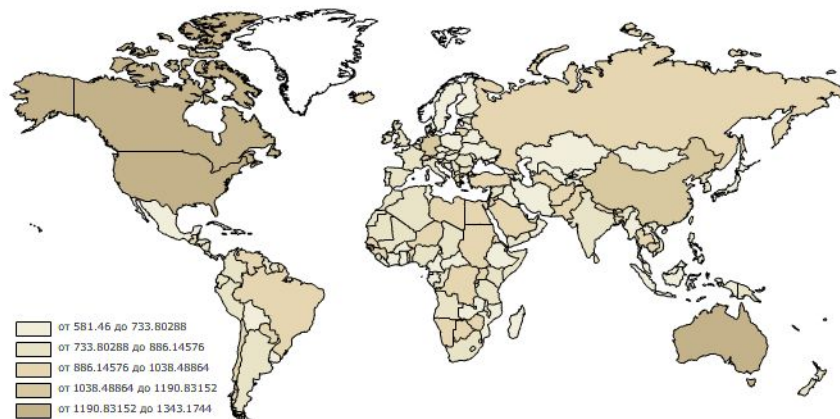 от 581.46 до 733.80288
от 733.80288 до 886.14576
от 886.14576 до 1038.48864
от 1038.48864 до 1190.83152
от 1190.83152 до 1343.1744